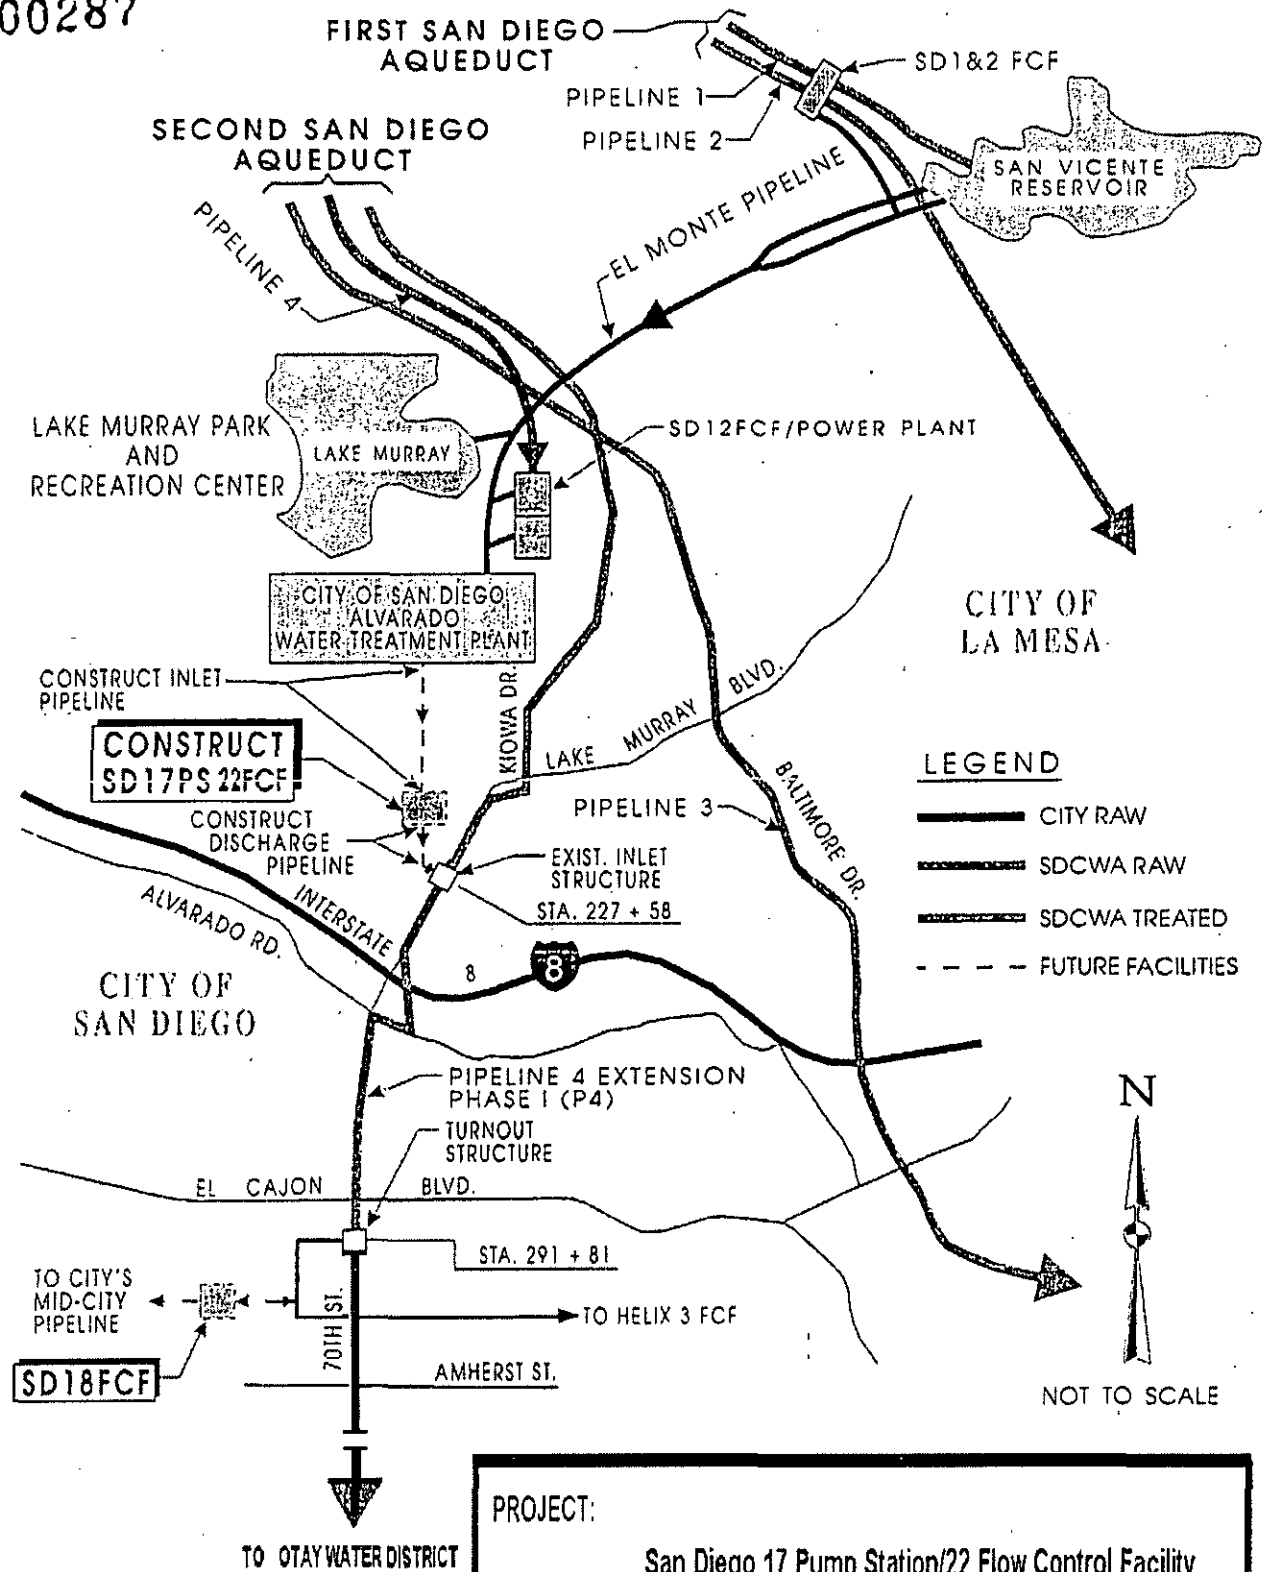 00287
FIRST SAN DIEGO
AQUEDUCT
SD1&2 FCF
PIPELINE 1
PIPELINE 2
SECOND SAN DIEGO
AQUEDUCT
SAN VICENTE
RESERVOIR
PIPELINE 4
EL MONTE PIPELINE
LAKE MURRAY PARK
AND
RECREATION CENTER
LAKE MURRAY
SD12FCF/POWER PLANT
CITY OF SAN DIEGO
ALVARADO
WATER TREATMENT PLANT
CITY OF
LA MESA
CONSTRUCT INLET
PIPELINE
KIOWA DR.
LAKE MURRAY BLVD.
CONSTRUCT
SD17PS 22FCF
CONSTRUCT
DISCHARGE
PIPELINE
PIPELINE 3
BALTIMORE DR.
LEGEND
CITY RAW
SDCWA RAW
SDCWA TREATED
FUTURE FACILITIES
EXIST. INLET
STRUCTURE
STA. 227 + 58
ALVARADO RD.
INTERSTATE 8
8
CITY OF
SAN DIEGO
PIPELINE 4 EXTENSION
PHASE I (P4)
TURNOUT
STRUCTURE
N
EL CAJON BLVD.
STA. 291 + 81
TO CITY'S
MID-CITY
PIPELINE
70TH ST.
TO HELIX 3 FCF
SD18FCF
AMHERST ST.
NOT TO SCALE
TO OTAY WATER DISTRICT
PROJECT:
San Diego 17 Pump Station/22 Flow Control Facility